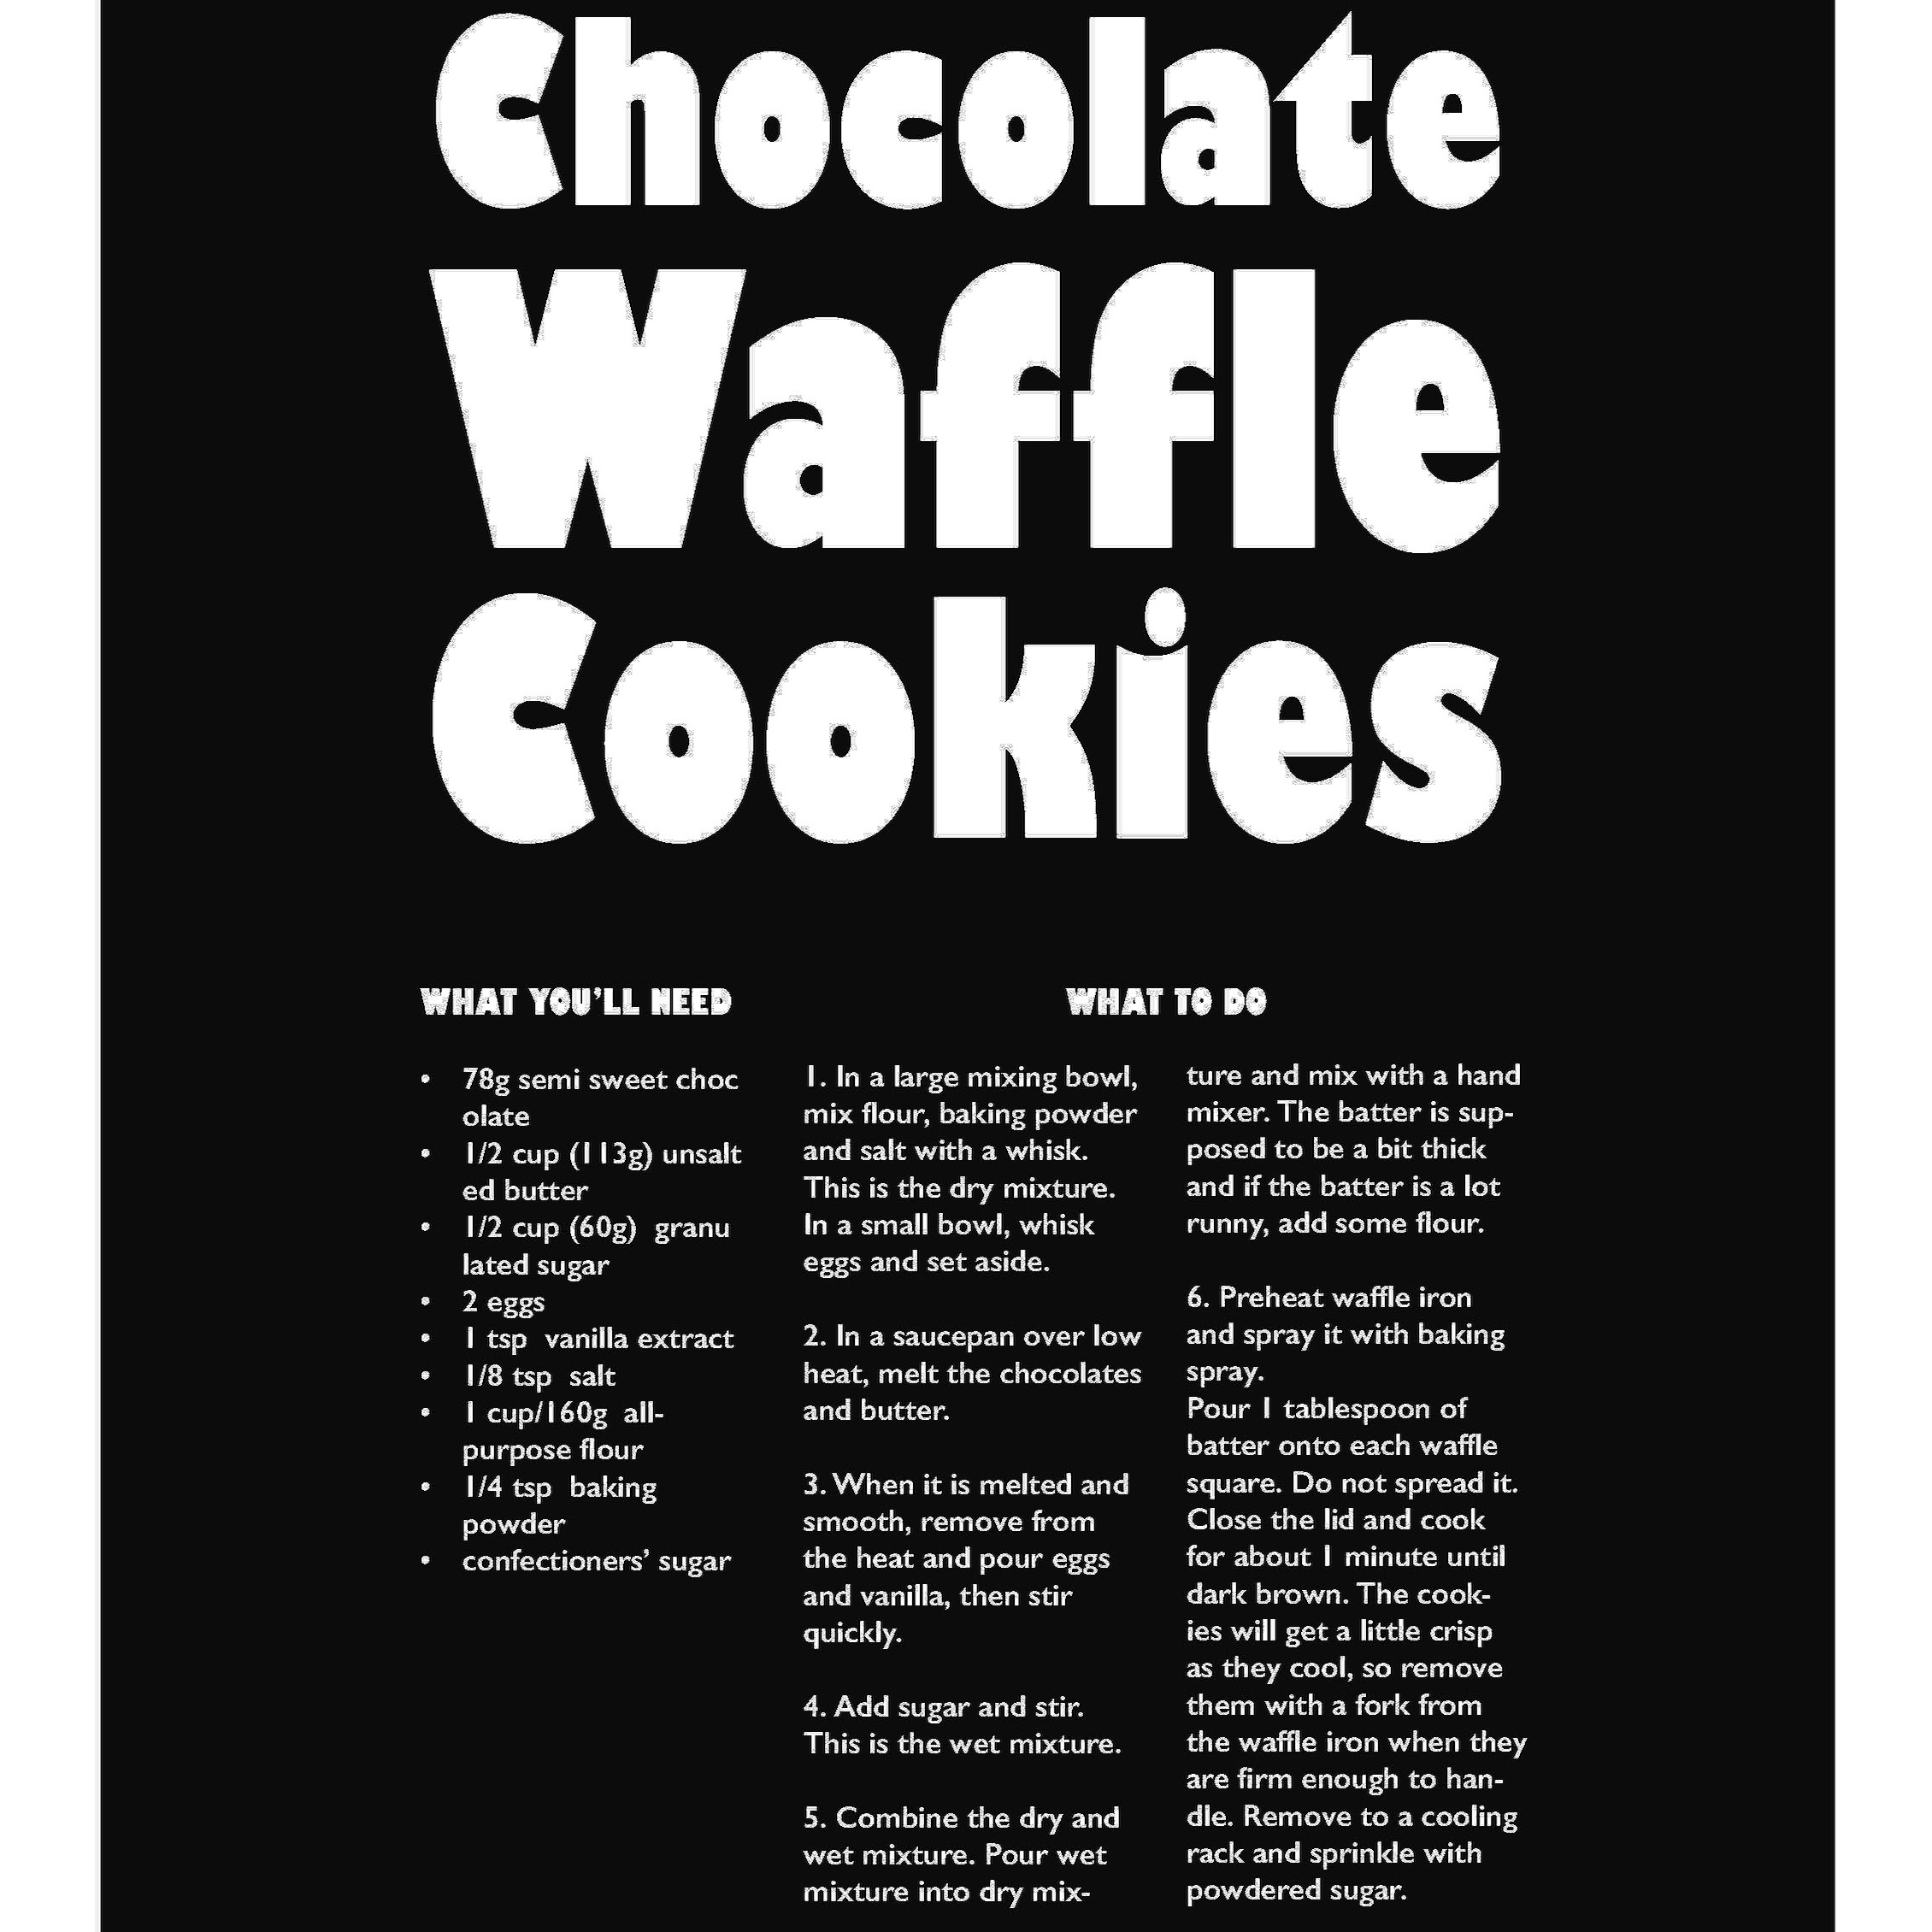 Chocolate
Waffle
Cookies
WHAT YOU’LL NEED
• 78g semi sweet choc
olate
• 1/2 cup (113g) unsalt
ed butter
• 1/2 cup (60g)  granu
lated sugar
• 2 eggs
• 1 tsp  vanilla extract
• 1/8 tsp  salt
• 1 cup/160g  all-
purpose flour
• 1/4 tsp  baking
powder
• confectioners’ sugar
WHAT TO DO
1. In a large mixing bowl,
mix flour, baking powder
and salt with a whisk.
This is the dry mixture.
In a small bowl, whisk
eggs and set aside.
2. In a saucepan over low
heat, melt the chocolates
and butter.
3. When it is melted and
smooth, remove from
the heat and pour eggs
and vanilla, then stir
quickly.
4. Add sugar and stir.
This is the wet mixture.
5. Combine the dry and
wet mixture. Pour wet
mixture into dry mix-
ture and mix with a hand
mixer. The batter is sup-
posed to be a bit thick
and if the batter is a lot
runny, add some flour.
6. Preheat waffle iron
and spray it with baking
spray.
Pour 1 tablespoon of
batter onto each waffle
square. Do not spread it.
Close the lid and cook
for about 1 minute until
dark brown. The cook-
ies will get a little crisp
as they cool, so remove
them with a fork from
the waffle iron when they
are firm enough to han-
dle. Remove to a cooling
rack and sprinkle with
powdered sugar.